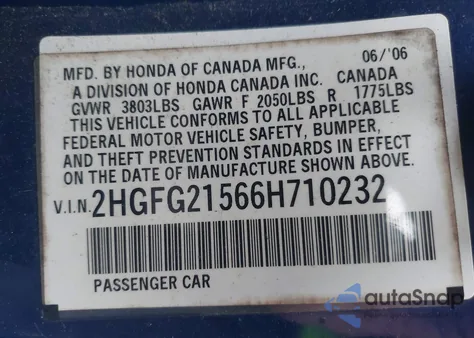 06/'06
MFD. BY HONDA OF CANADA MFG.,
A DIVISION OF HONDA CANADA INC. CANADA
GVWR 3803LBS GAWR F 2050LBS R 1775LBS
THIS VEHICLE CONFORMS TO ALL APPLICABLE
FEDERAL MOTOR VEHICLE SAFETY, BUMPER,
AND THEFT PREVENTION STANDARDS IN EFFECT
ON THE DATE OF MANUFACTURE SHOWN ABOVE.
V.I.N. 2HGFG21566H710232
PASSENGER CAR
autoSnap